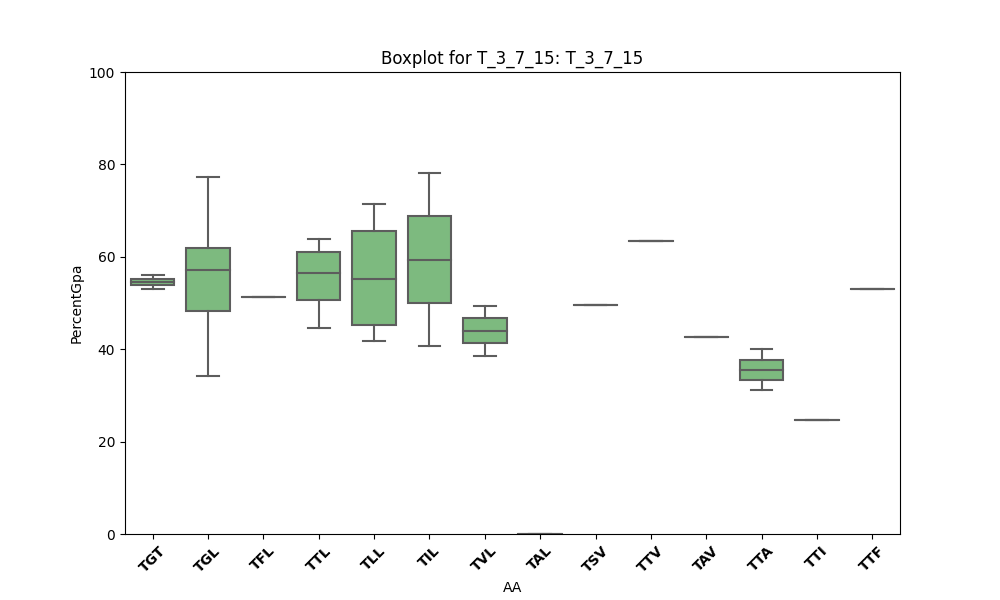 Boxplot for T_3_7_15: T_3_7_15
100
80
60
40
20
0
PercentGpa
TGT TGL TFL TTL TLL TIL TVL TAL TSV TTV TAV TTA TTI TTF
AA